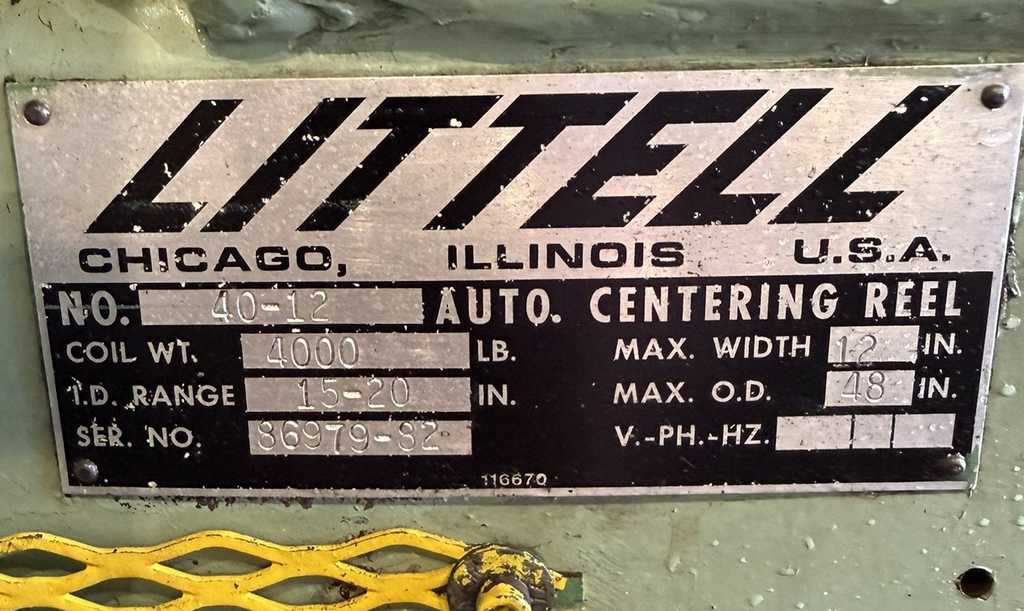 LITTELL
CHICAGO, ILLINOIS U.S.A.
NO. 40-12 AUTO. CENTERING REEL
COIL WT. 4000 LB. MAX. WIDTH 12 IN.
I.D. RANGE 15-20 IN. MAX. O.D. 48 IN.
SER. NO. 86979-82 V.-PH.-HZ.
116670